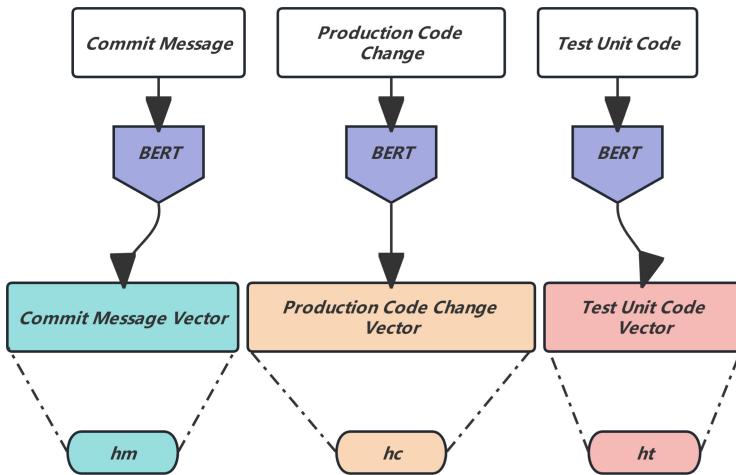 Commit Message
Production Code
Change
Test Unit Code
BERT
BERT
BERT
Commit Message Vector
Production Code Change
Vector
Test Unit Code
Vector
hm
hc
ht